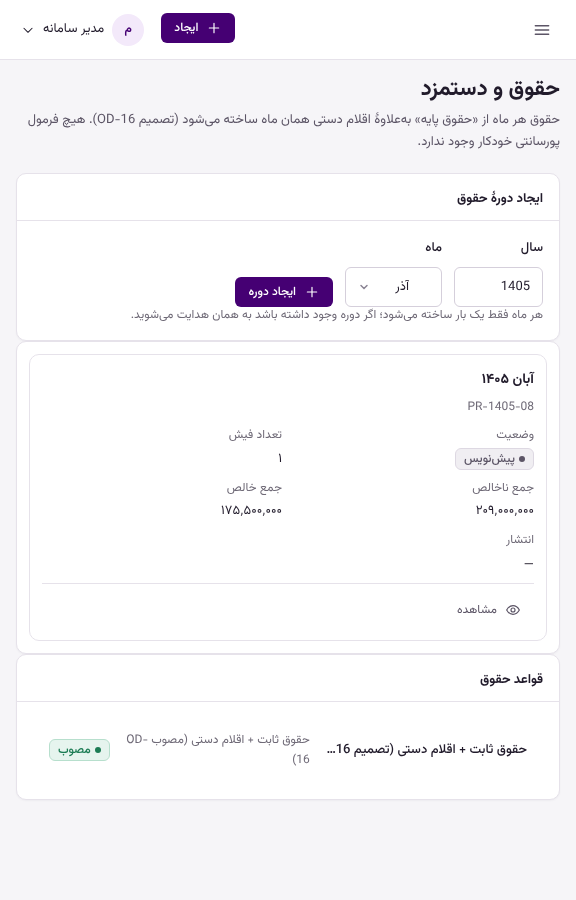 ایجاد
م
مدیر سامانه
حقوق و دستمزد
حقوق هر ماه از «حقوق پایه» به‌علاوهٔ اقلام دستی همان ماه ساخته می‌شود (تصمیم OD-16). هیچ فرمول
پورسانتی خودکار وجود ندارد.
ایجاد دورهٔ حقوق
سال
ماه
1405
آذر
ایجاد دوره
هر ماه فقط یک بار ساخته می‌شود؛ اگر دوره وجود داشته باشد به همان هدایت می‌شوید.
آبان ۱۴۰۵
PR-1405-08
وضعیت
تعداد فیش
پیش‌نویس
۱
جمع ناخالص
جمع خالص
۲۰۹,۰۰۰,۰۰۰
۱۷۵,۵۰۰,۰۰۰
انتشار
—
مشاهده
قواعد حقوق
حقوق ثابت + اقلام دستی (تصمیم 16...
حقوق ثابت + اقلام دستی (مصوب OD-
16)
مصوب